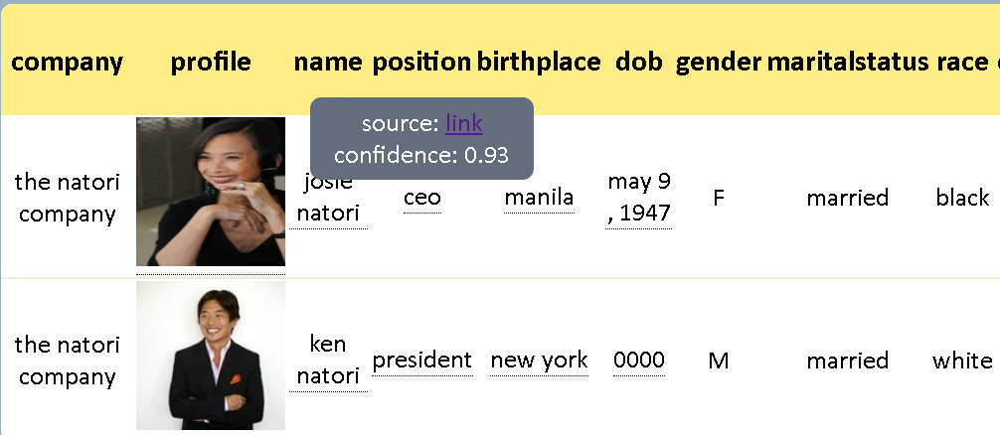 company profile name position birthplace dob gender maritalstatus race
source: link
confidence: 0.93
the natori company
josie natori
ceo
manila
may 9 , 1947
F
married
black
the natori company
ken natori
president
new york
0000
M
married
white